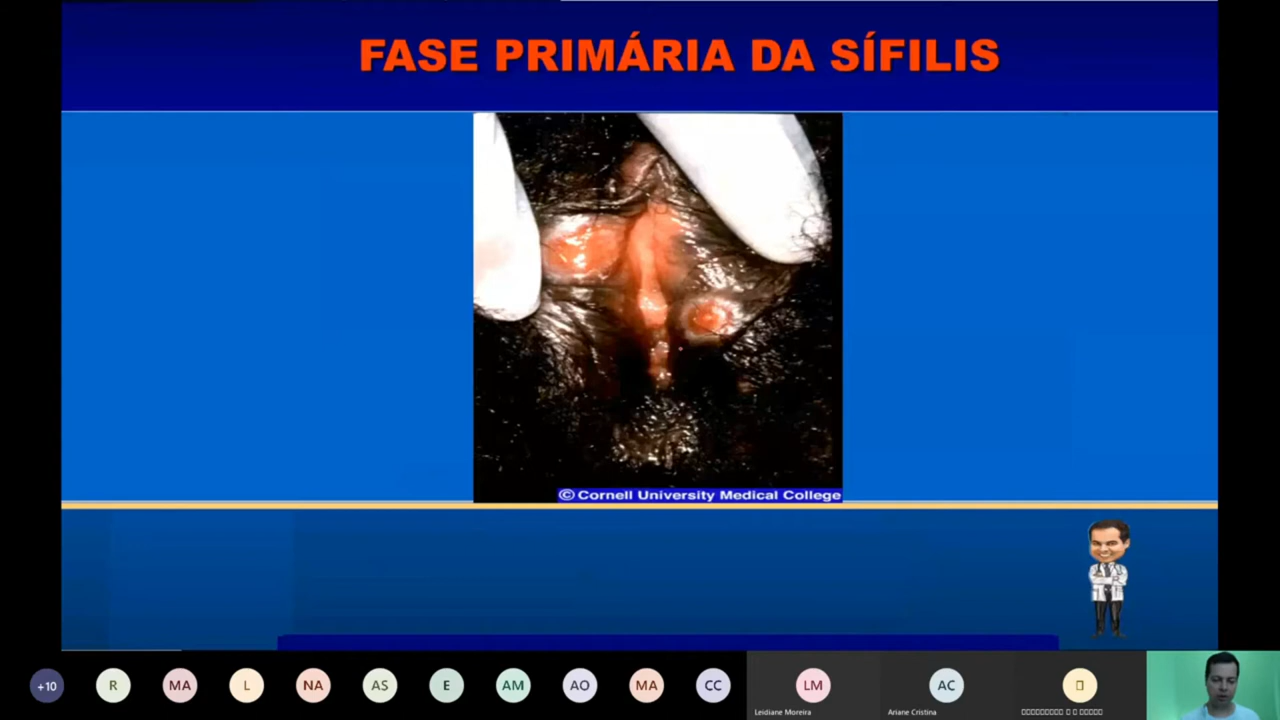 FASE PRIMÁRIA DA SÍFILIS
© Cornell University Medical College
+10
R
MA
L
NA
AS
E
AM
AO
MA
CC
LM
AC
Leidiane Moreira
Ariane Cristina